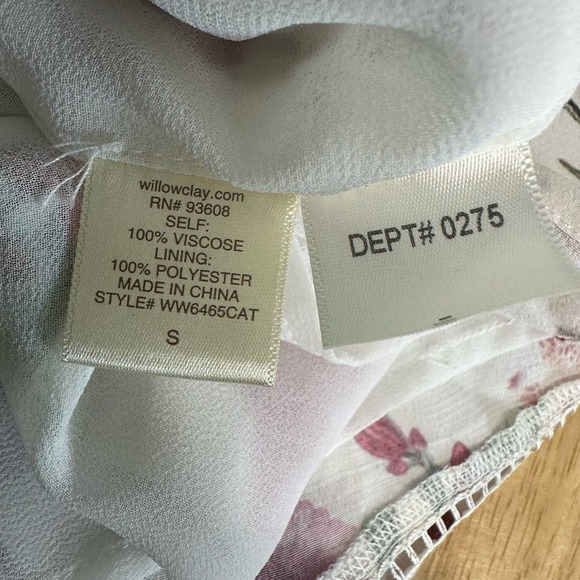 willowclay.com
RN# 93608
SELF:
100% VISCOSE
LINING:
100% POLYESTER
MADE IN CHINA
STYLE# WW6465CAT
S
DEPT# 0275